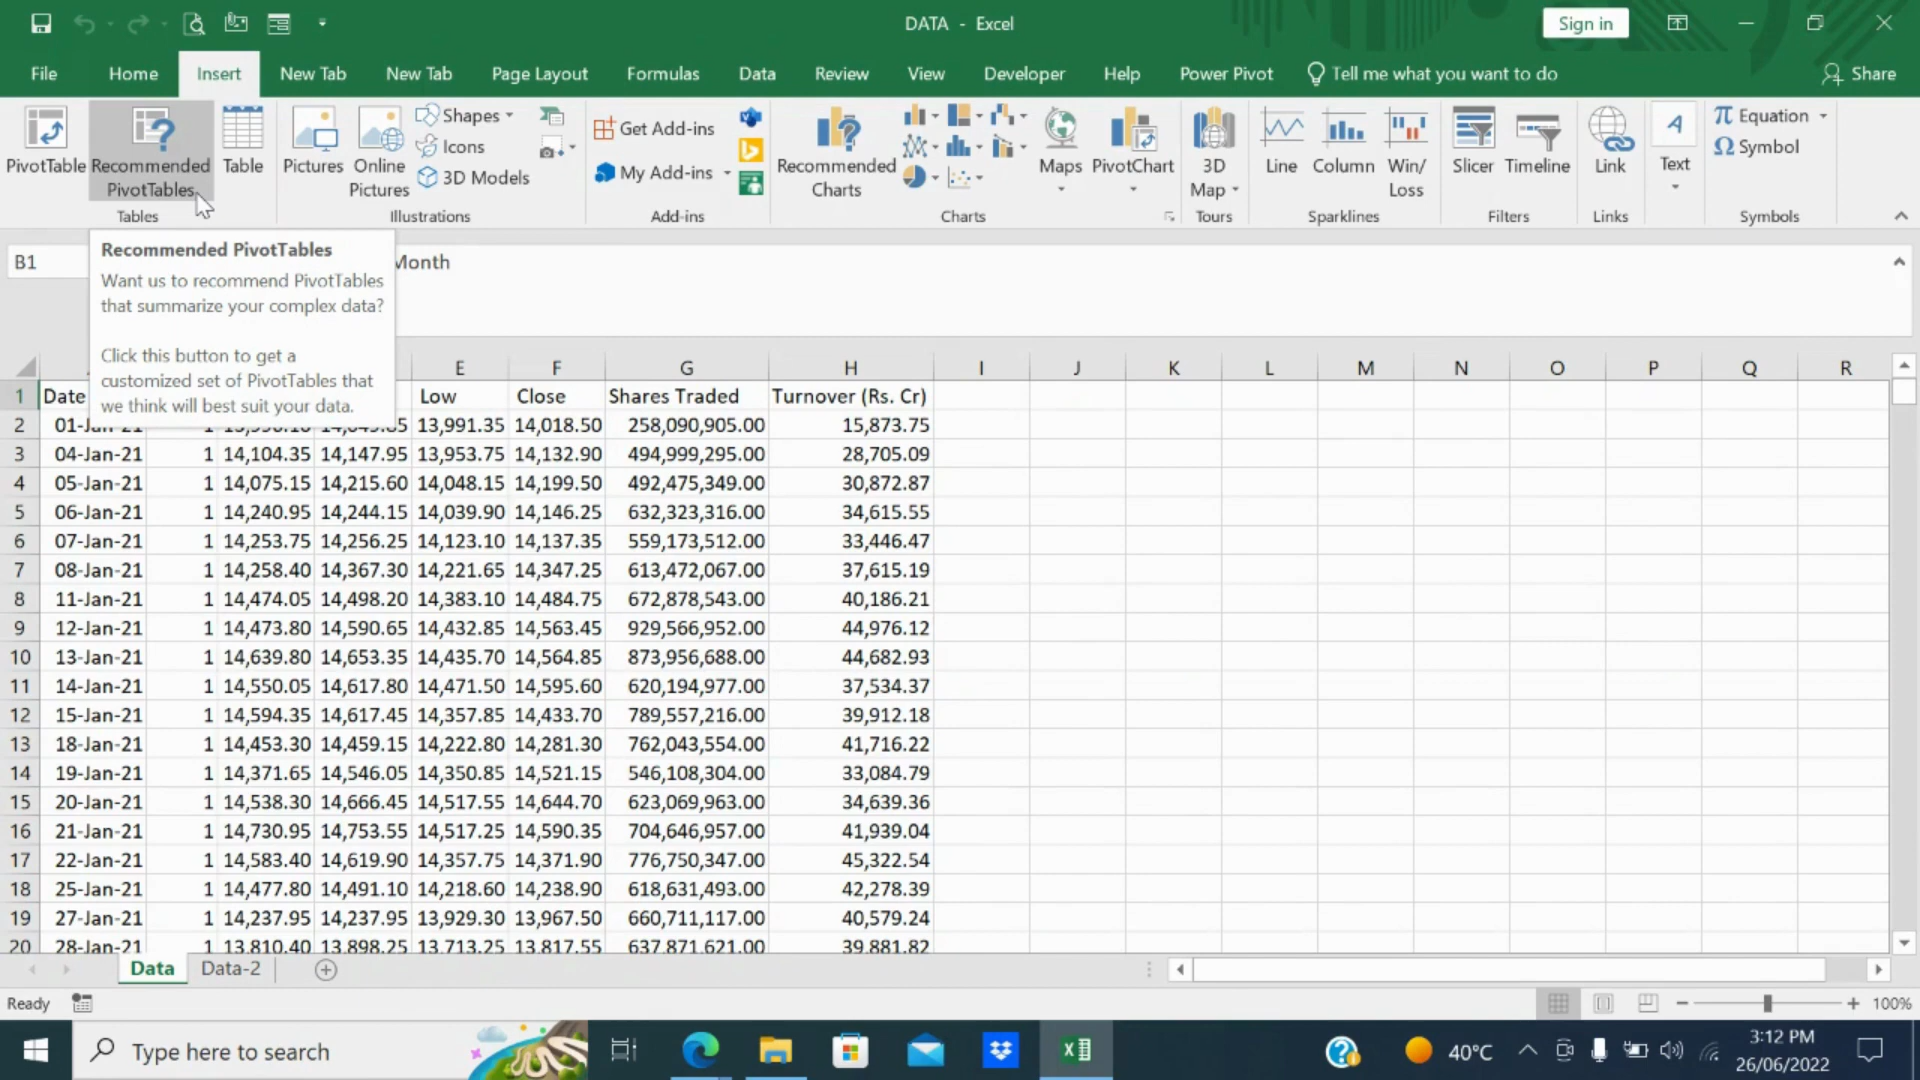 DATA - Excel
Sign in
File Home Insert New Tab New Tab Page Layout Formulas Data Review View Developer Help Power Pivot Tell me what you want to do Share
PivotTable
Recommended
PivotTables
Table
Pictures
Online
Pictures
Shapes
Icons
3D Models
Get Add-ins
My Add-ins
Recommended
Charts
Maps
PivotChart
3D
Map
Line
Column
Win/
Loss
Slicer
Timeline
Link
Text
Equation
Symbol
Tables Illustrations Add-ins Charts Tours Sparklines Filters Links Symbols
Recommended PivotTables
Want us to recommend PivotTables
that summarize your complex data?
Click this button to get a
customized set of PivotTables that
we think will best suit your data.
B1 Month
E F G H I J K L M N O P Q R
1 Date Low Close Shares Traded Turnover (Rs. Cr)
2 01-Jan-21 13,991.35 14,018.50 258,090,905.00 15,873.75
3 04-Jan-21 1 14,104.35 14,147.95 13,953.75 14,132.90 494,999,295.00 28,705.09
4 05-Jan-21 1 14,075.15 14,215.60 14,048.15 14,199.50 492,475,349.00 30,872.87
5 06-Jan-21 1 14,240.95 14,244.15 14,039.90 14,146.25 632,323,316.00 34,615.55
6 07-Jan-21 1 14,253.75 14,256.25 14,123.10 14,137.35 559,173,512.00 33,446.47
7 08-Jan-21 1 14,258.40 14,367.30 14,221.65 14,347.25 613,472,067.00 37,615.19
8 11-Jan-21 1 14,474.05 14,498.20 14,383.10 14,484.75 672,878,543.00 40,186.21
9 12-Jan-21 1 14,473.80 14,590.65 14,432.85 14,563.45 929,566,952.00 44,976.12
10 13-Jan-21 1 14,639.80 14,653.35 14,435.70 14,564.85 873,956,688.00 44,682.93
11 14-Jan-21 1 14,550.05 14,617.80 14,471.50 14,595.60 620,194,977.00 37,534.37
12 15-Jan-21 1 14,594.35 14,617.45 14,357.85 14,433.70 789,557,216.00 39,912.18
13 18-Jan-21 1 14,453.30 14,459.15 14,222.80 14,281.30 762,043,554.00 41,716.22
14 19-Jan-21 1 14,371.65 14,546.05 14,350.85 14,521.15 546,108,304.00 33,084.79
15 20-Jan-21 1 14,538.30 14,666.45 14,517.55 14,644.70 623,069,963.00 34,639.36
16 21-Jan-21 1 14,730.95 14,753.55 14,517.25 14,590.35 704,646,957.00 41,939.04
17 22-Jan-21 1 14,583.40 14,619.90 14,357.75 14,371.90 776,750,347.00 45,322.54
18 25-Jan-21 1 14,477.80 14,491.10 14,218.60 14,238.90 618,631,493.00 42,278.39
19 27-Jan-21 1 14,237.95 14,237.95 13,929.30 13,967.50 660,711,117.00 40,579.24
20 28-Jan-21 1 13,810.40 13,898.25 13,713.25 13,817.55 637,871,621.00 39,881.82
Data Data-2
Ready 100%
Type here to search
40°C
3:12 PM
26/06/2022